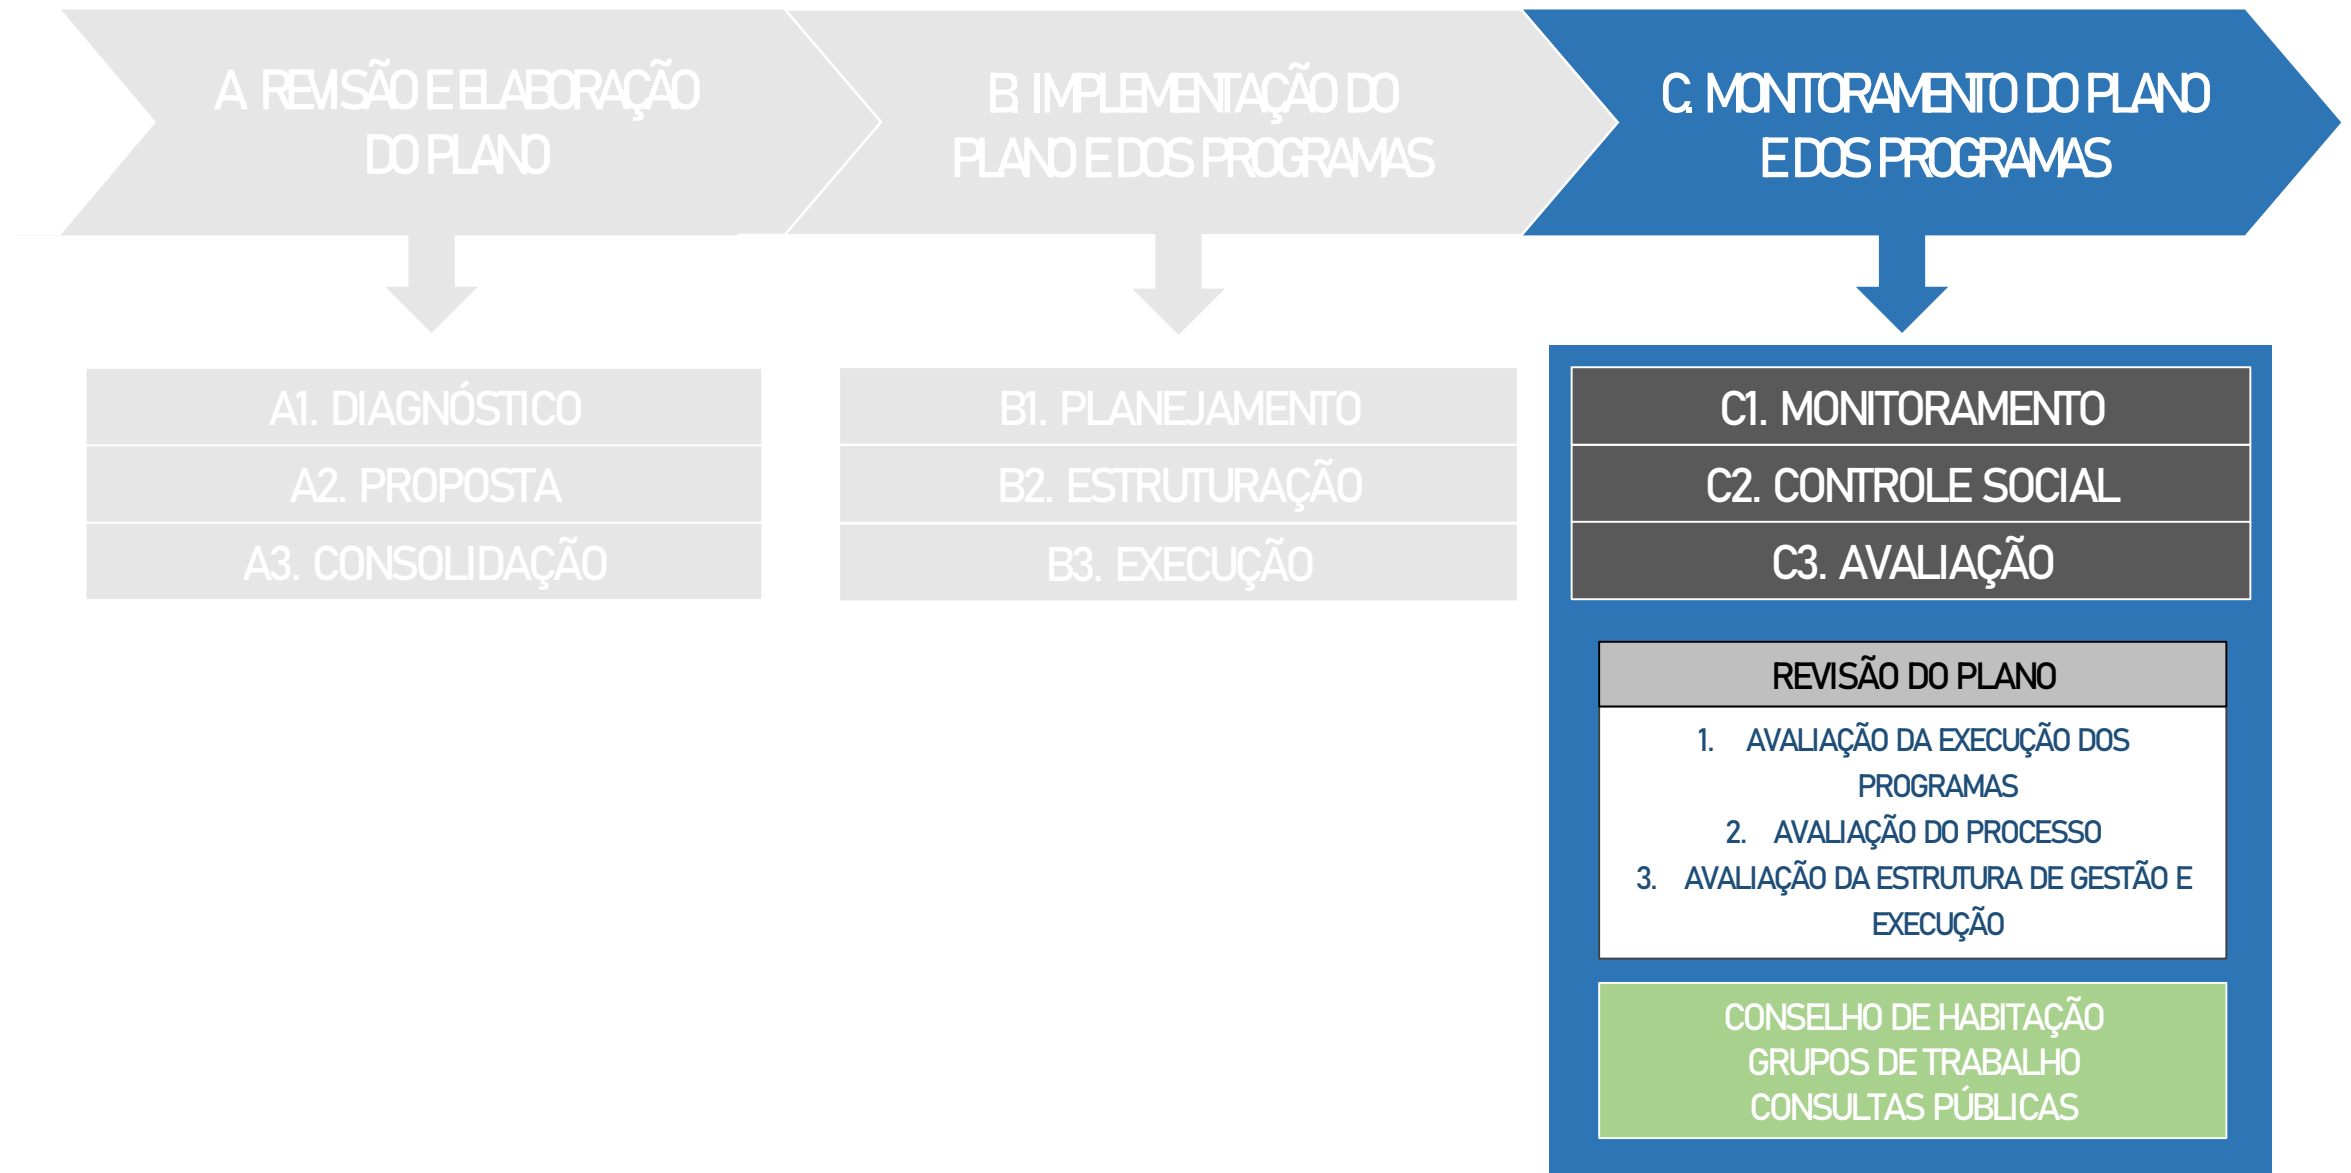 A. REVISÃO E ELABORAÇÃO
DO PLANO
B. IMPLEMENTAÇÃO DO
PLANO E DOS PROGRAMAS
C. MONITORAMENTO DO PLANO
E DOS PROGRAMAS
A1. DIAGNÓSTICO
A2. PROPOSTA
A3. CONSOLIDAÇÃO
B1. PLANEJAMENTO
B2. ESTRUTURAÇÃO
B3. EXECUÇÃO
C1. MONITORAMENTO
C2. CONTROLE SOCIAL
C3. AVALIAÇÃO
REVISÃO DO PLANO
1. AVALIAÇÃO DA EXECUÇÃO DOS
PROGRAMAS
2. AVALIAÇÃO DO PROCESSO
3. AVALIAÇÃO DA ESTRUTURA DE GESTÃO E
EXECUÇÃO
CONSELHO DE HABITAÇÃO
GRUPOS DE TRABALHO
CONSULTAS PÚBLICAS